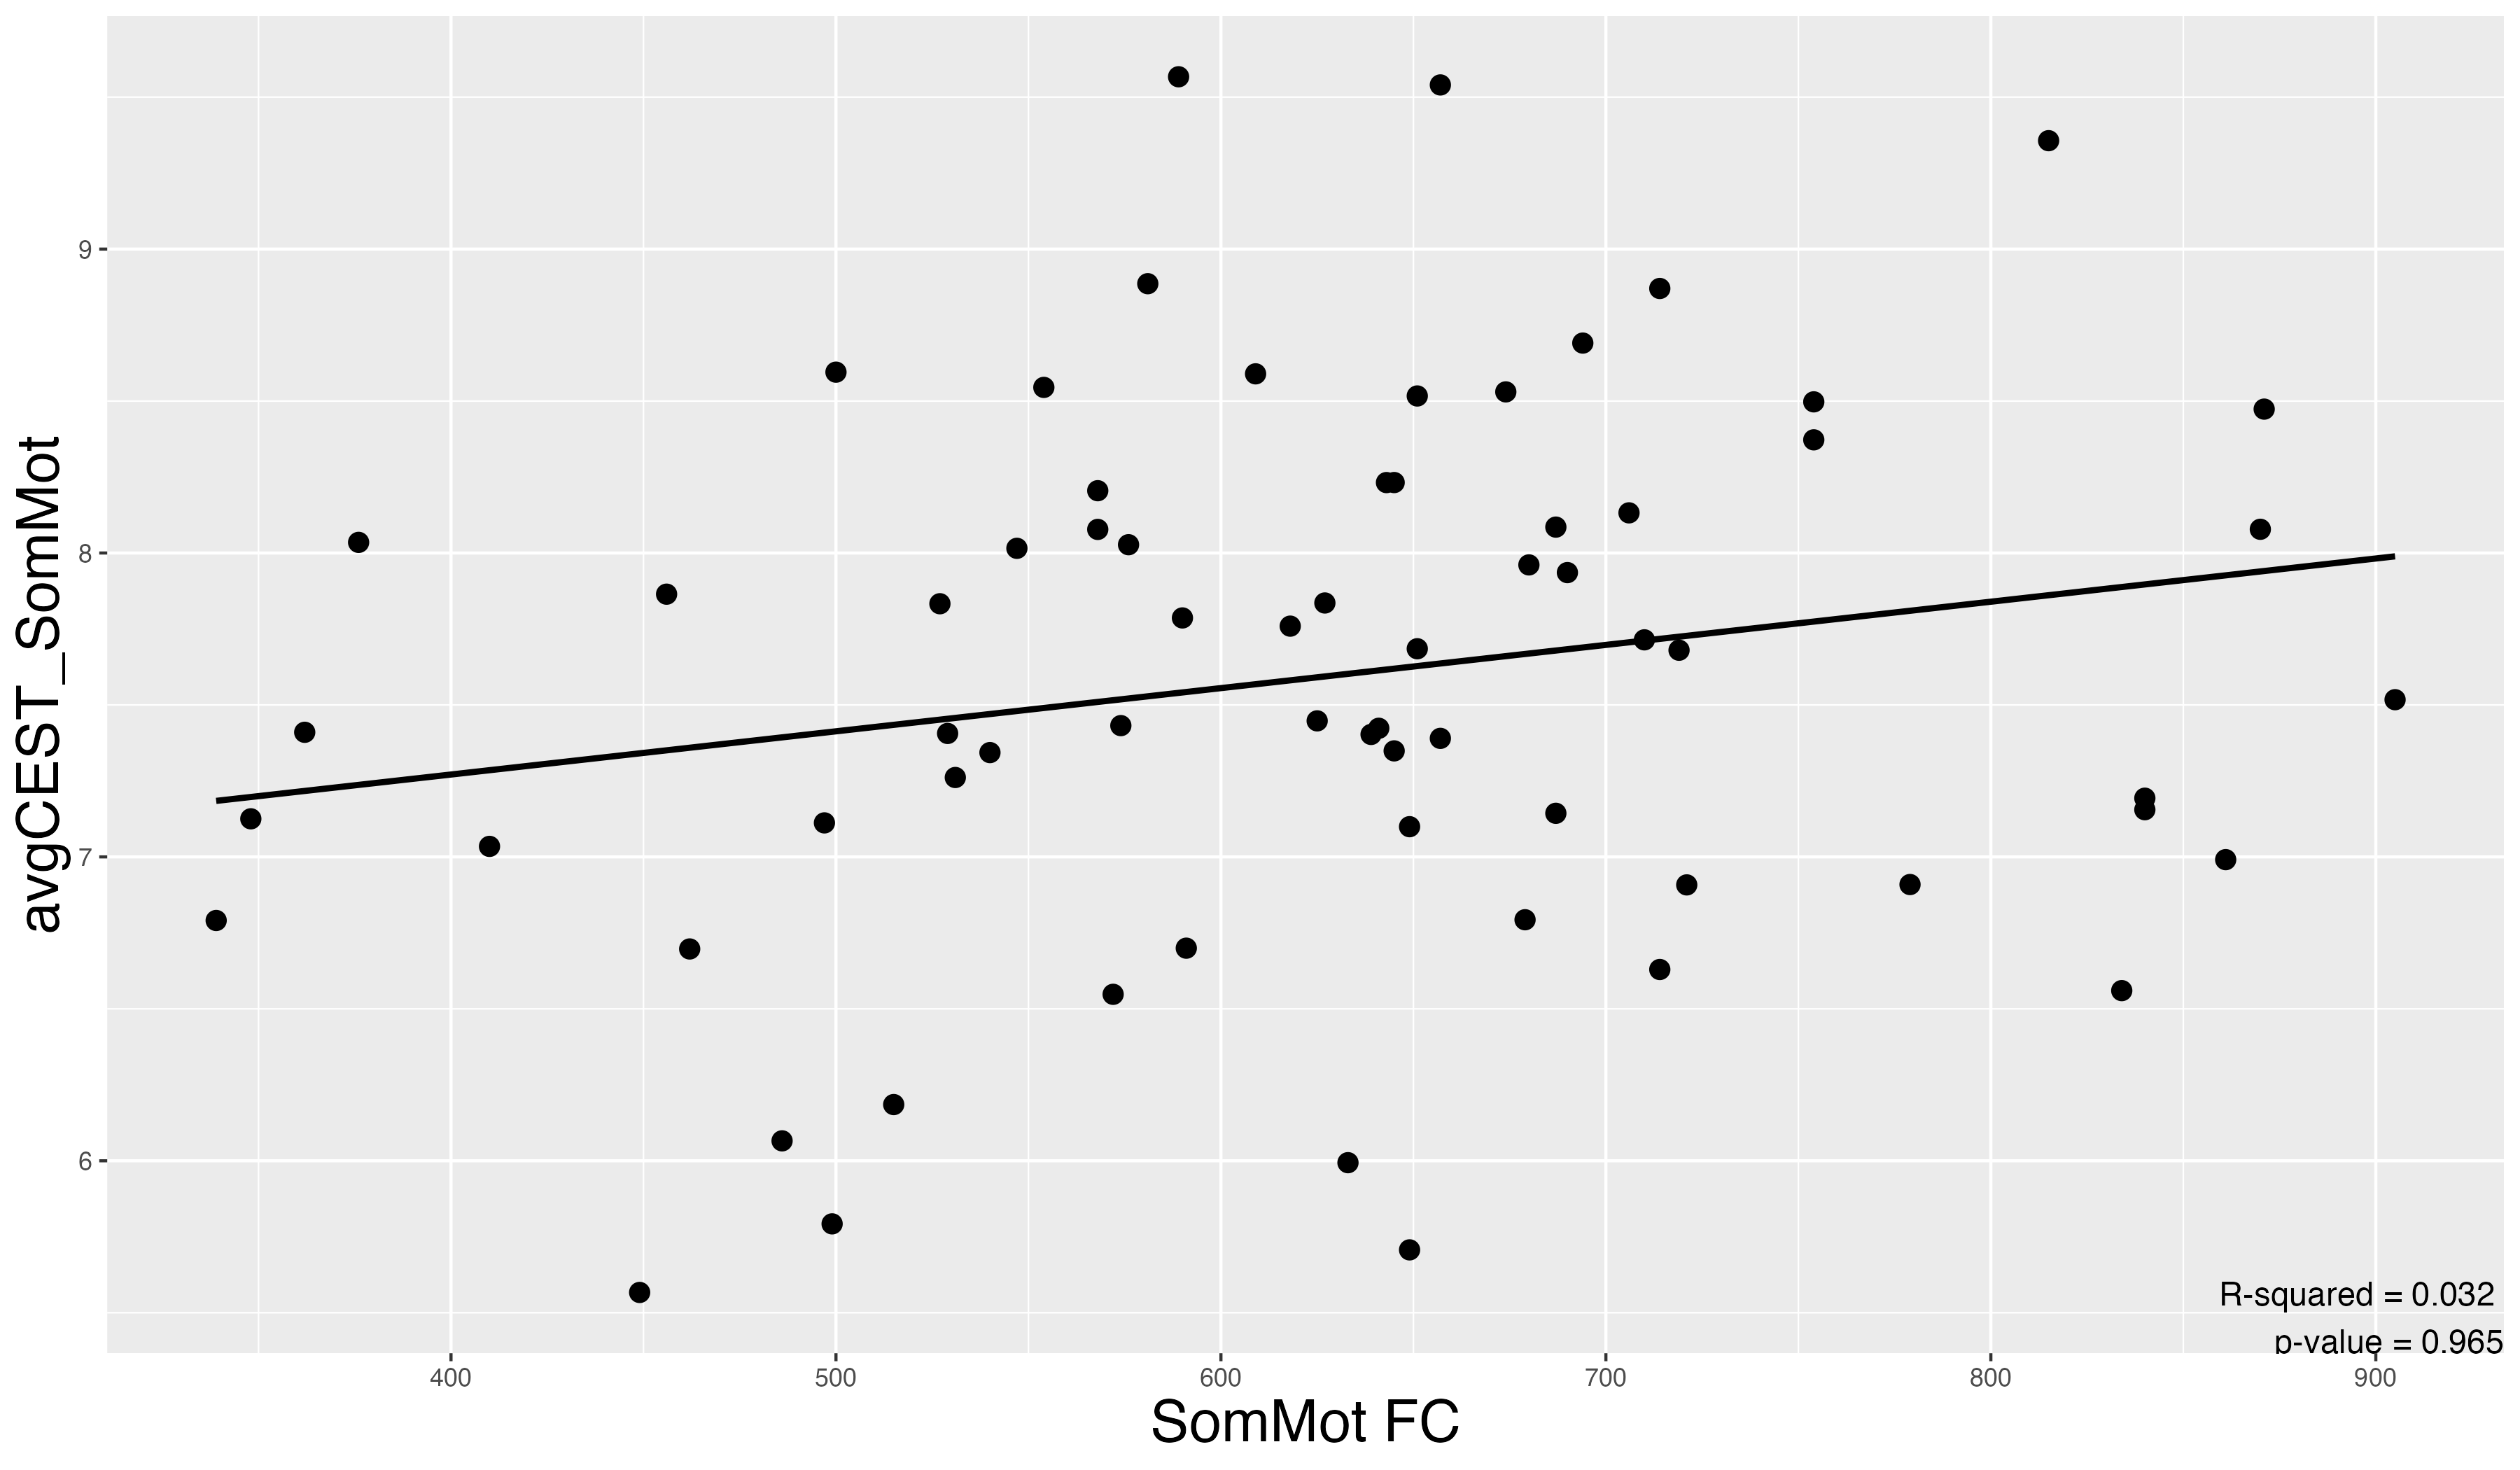 avgCEST_SomMot
9
8
7
6
R-squared = 0.032
p-value = 0.965
400 500 600 700 800 900
SomMot FC